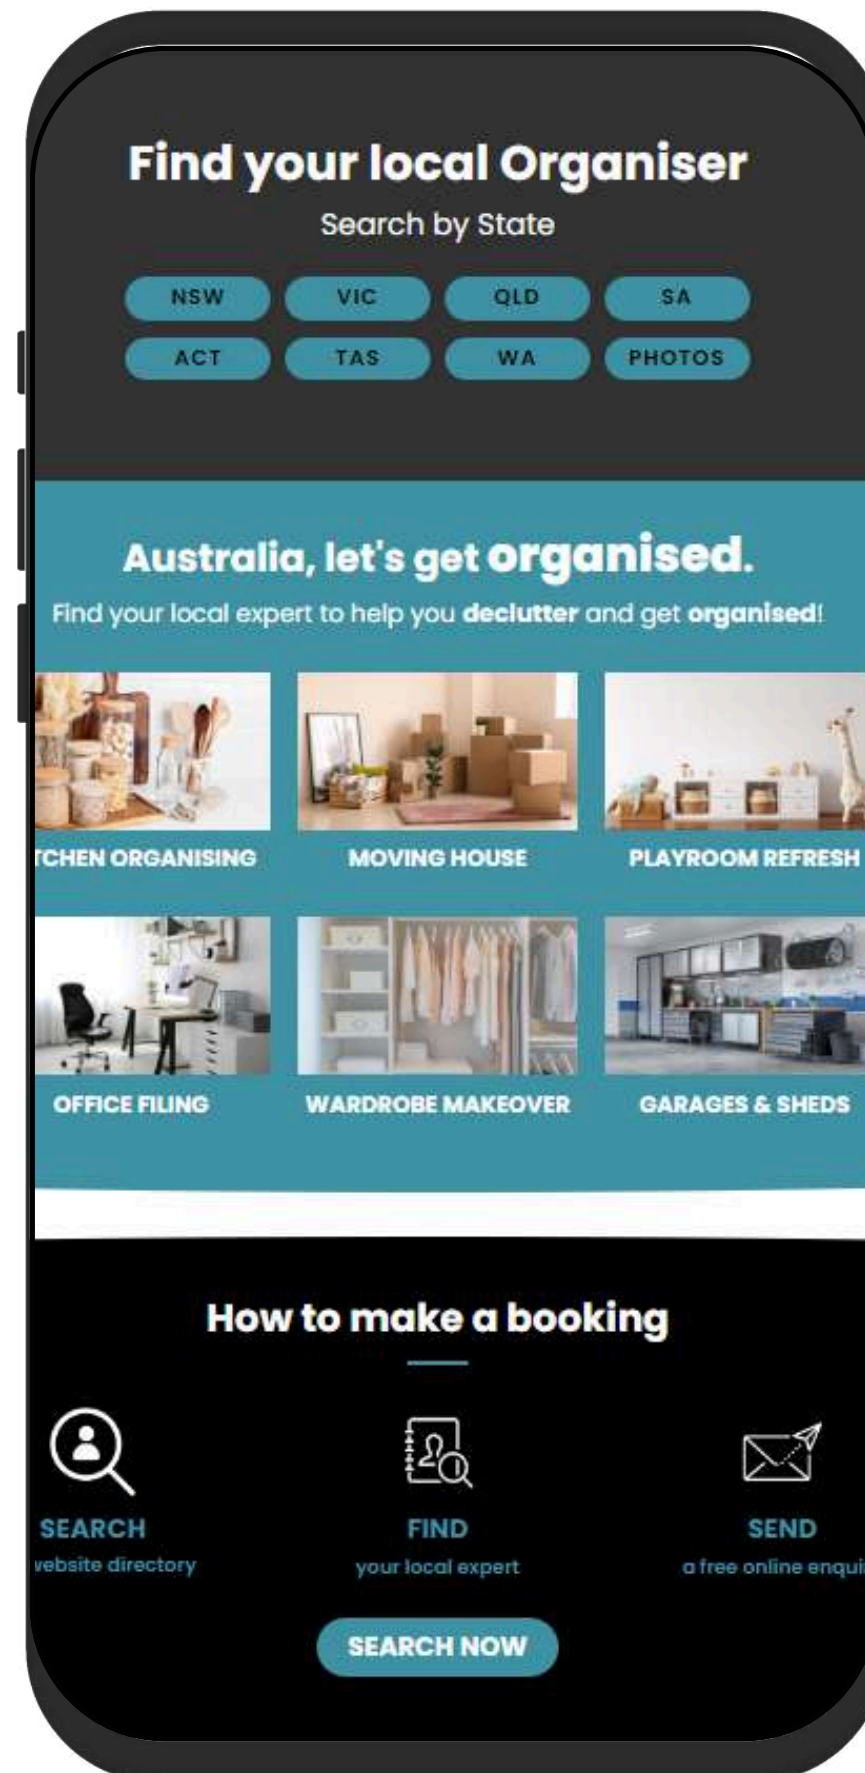 Find your local Organiser
Search by State
NSW VIC QLD SA
ACT TAS WA PHOTOS
Australia, let's get organised.
Find your local expert to help you declutter and get organised!
TCHEN ORGANISING MOVING HOUSE PLAYROOM REFRESH
OFFICE FILING WARDROBE MAKEOVER GARAGES & SHEDS
How to make a booking
SEARCH FIND SEND
website directory your local expert a free online enqui
SEARCH NOW